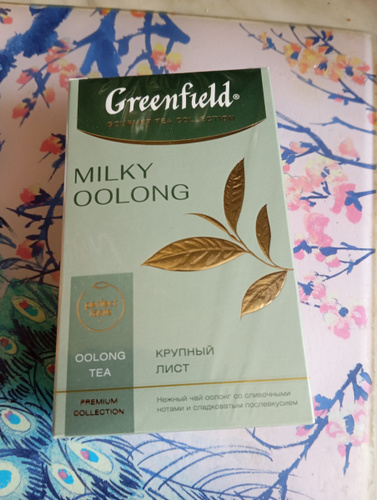 Greenfield®
GOURMET TEA COLLECTION
MILKY
OOLONG
OOLONG
TEA
КРУПНЫЙ
ЛИСТ
PREMIUM
COLLECTION
Нежный чай оолонг со сливочными
нотами и сладковатым послевкусием